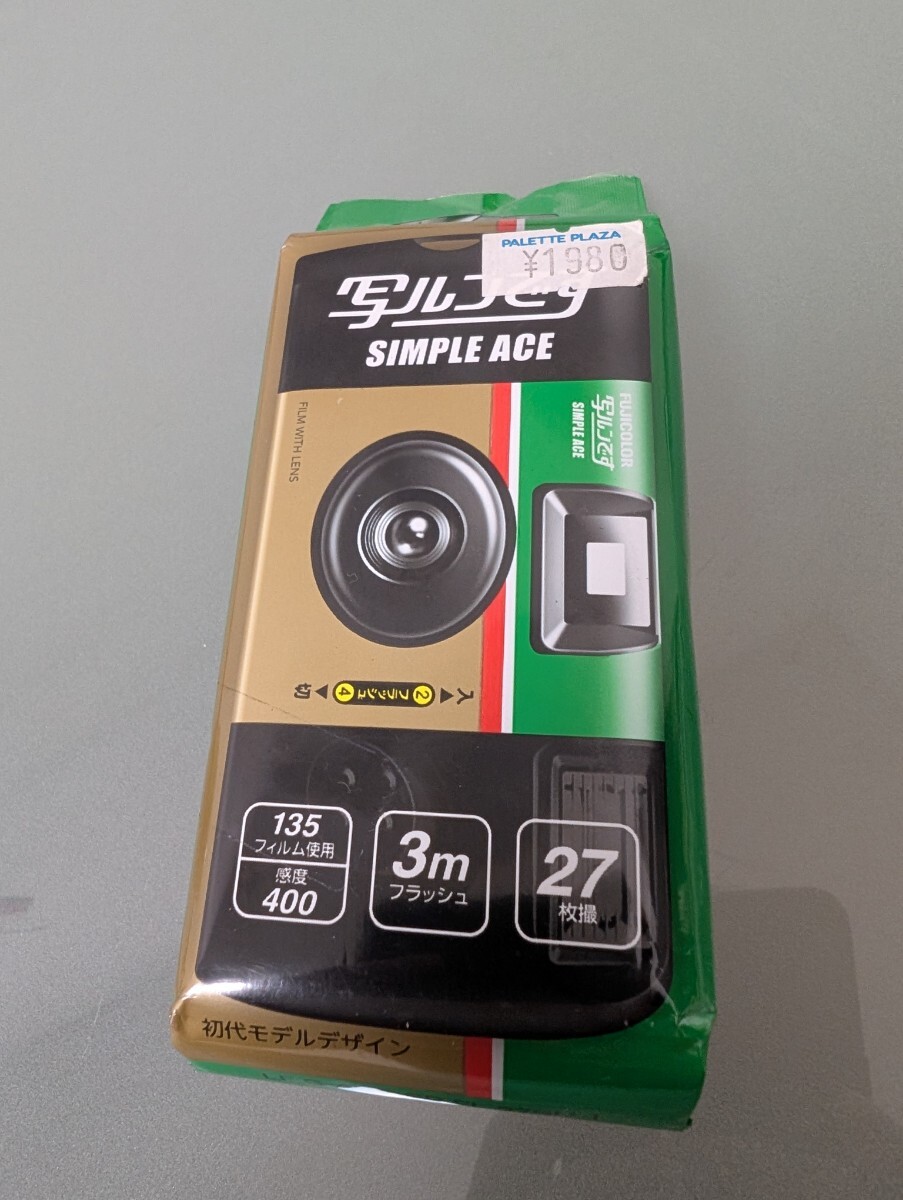 PALETTE PLAZA
¥1980
写ルンです
SIMPLE ACE
FILM WITH LENS
FUJICOLOR
写ルンです
SIMPLE ACE
入
2 フラッシュ 4
切
135
フィルム使用
感度
400
3m
フラッシュ
27
枚撮
初代モデルデザイン